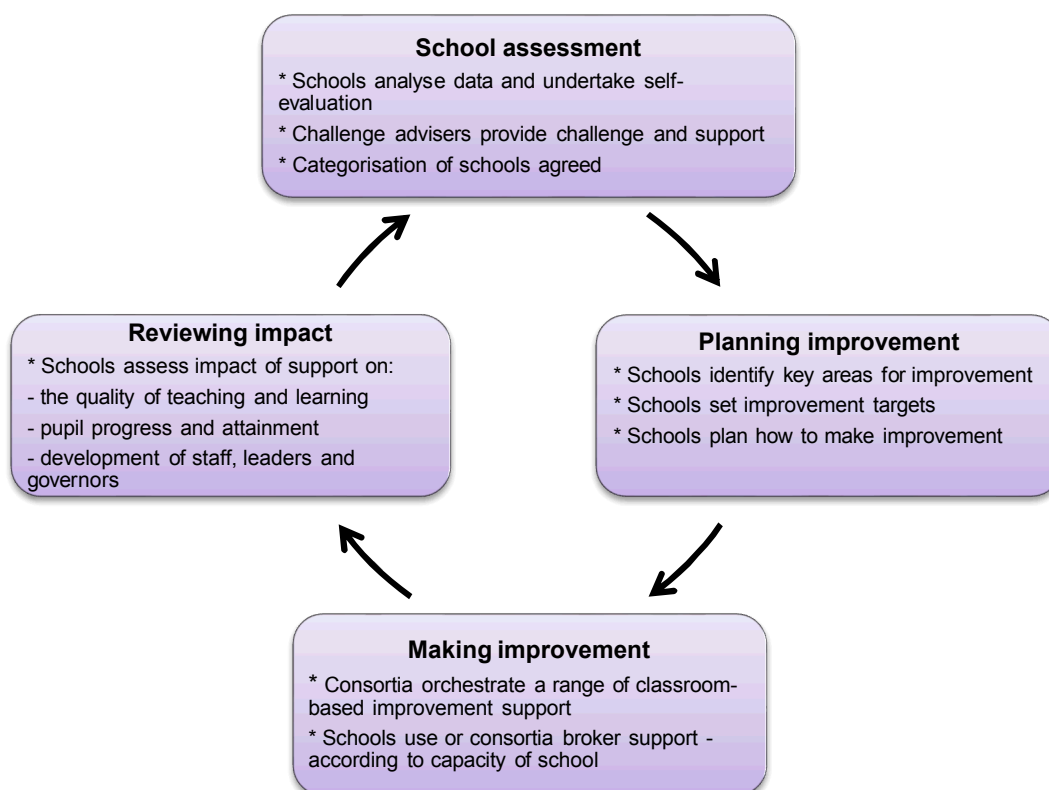 School assessment
* Schools analyse data and undertake self-
evaluation
* Challenge advisers provide challenge and support
* Categorisation of schools agreed
Planning improvement
* Schools identify key areas for improvement
* Schools set improvement targets
* Schools plan how to make improvement
Making improvement
* Consortia orchestrate a range of classroom-
based improvement support
* Schools use or consortia broker support -
according to capacity of school
Reviewing impact
* Schools assess impact of support on:
- the quality of teaching and learning
- pupil progress and attainment
- development of staff, leaders and
governors